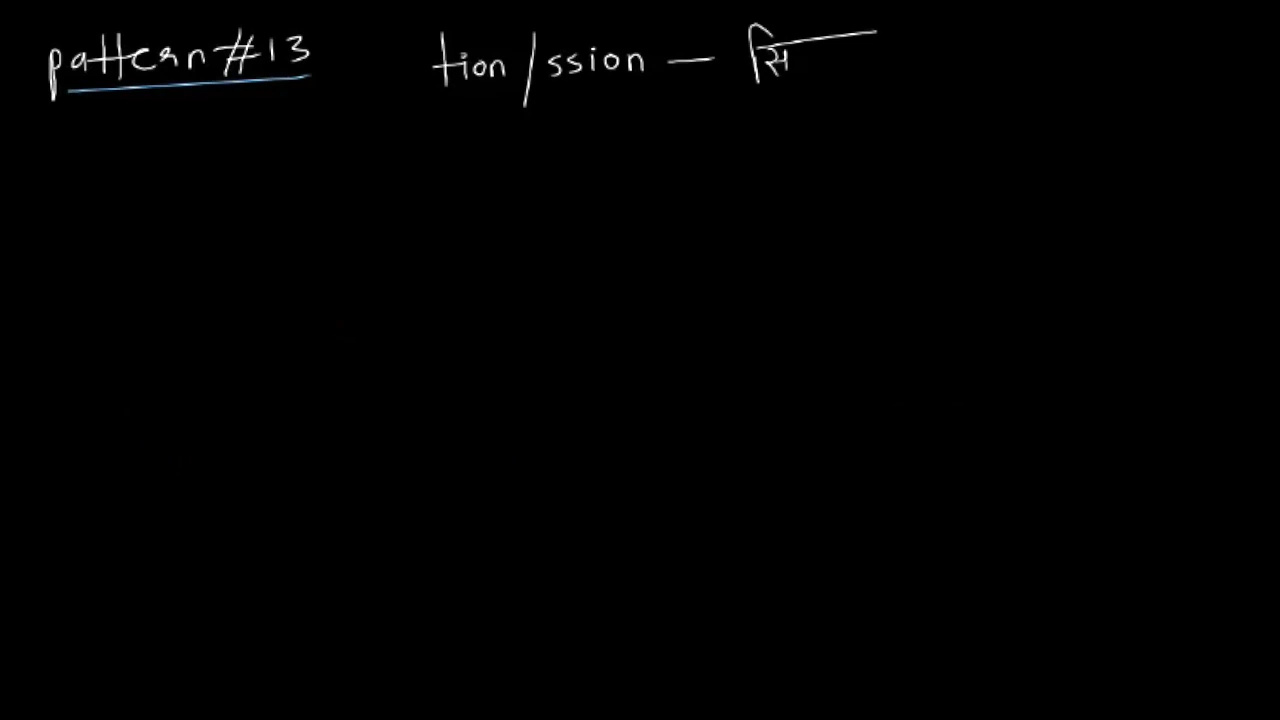 pattern #13 tion/ssion — सि